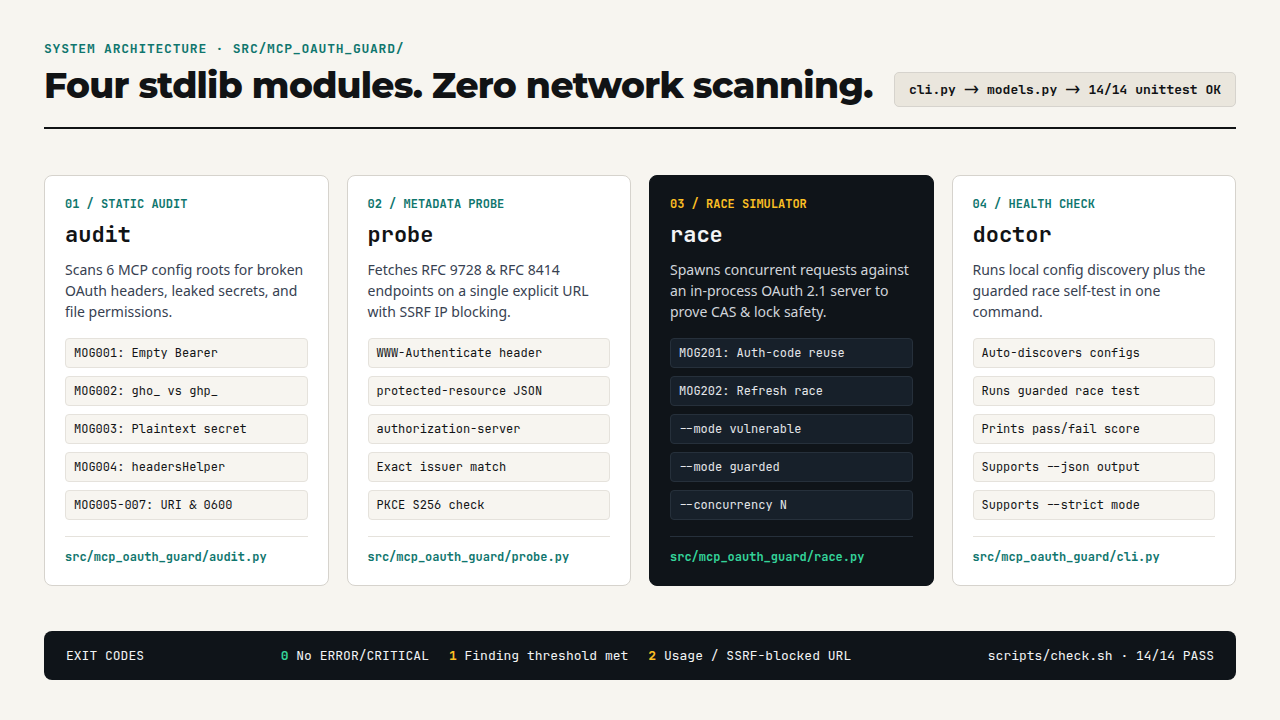 SYSTEM ARCHITECTURE · SRC/MCP_OAUTH_GUARD/
Four stdlib modules. Zero network scanning.
cli.py → models.py → 14/14 unittest OK
01 / STATIC AUDIT
audit
Scans 6 MCP config roots for broken
OAuth headers, leaked secrets, and
file permissions.
MOG001: Empty Bearer
MOG002: gho_ vs ghp_
MOG003: Plaintext secret
MOG004: headersHelper
MOG005-007: URI & 0600
src/mcp_oauth_guard/audit.py
02 / METADATA PROBE
probe
Fetches RFC 9728 & RFC 8414
endpoints on a single explicit URL
with SSRF IP blocking.
WWW-Authenticate header
protected-resource JSON
authorization-server
Exact issuer match
PKCE S256 check
src/mcp_oauth_guard/probe.py
03 / RACE SIMULATOR
race
Spawns concurrent requests against
an in-process OAuth 2.1 server to
prove CAS & lock safety.
MOG201: Auth-code reuse
MOG202: Refresh race
--mode vulnerable
--mode guarded
--concurrency N
src/mcp_oauth_guard/race.py
04 / HEALTH CHECK
doctor
Runs local config discovery plus the
guarded race self-test in one
command.
Auto-discovers configs
Runs guarded race test
Prints pass/fail score
Supports --json output
Supports --strict mode
src/mcp_oauth_guard/cli.py
EXIT CODES
0 No ERROR/CRITICAL
1 Finding threshold met
2 Usage / SSRF-blocked URL
scripts/check.sh · 14/14 PASS